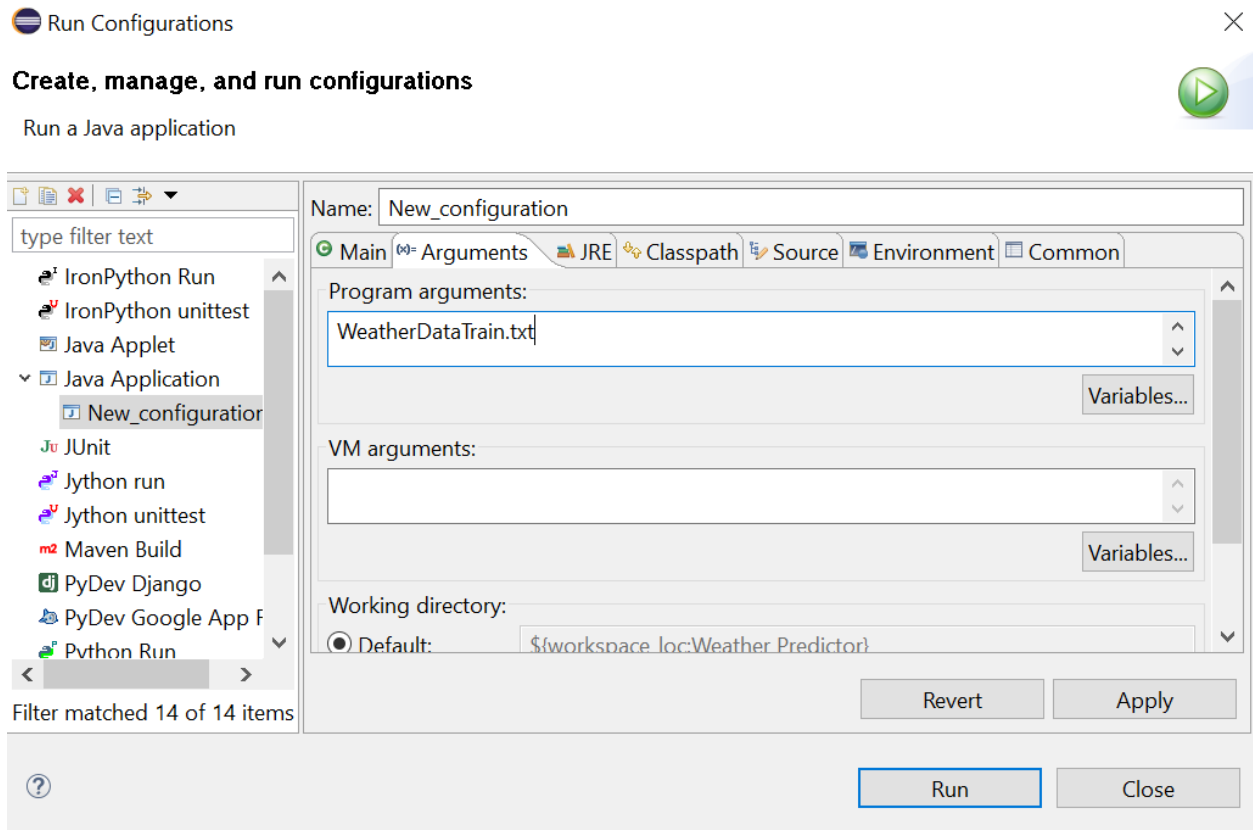 Run Configurations
Create, manage, and run configurations
Run a Java application
type filter text
IronPython Run
IronPython unittest
Java Applet
Java Application
New_configuration
JUnit
Jython run
Jython unittest
Maven Build
PyDev Django
PyDev Google App
Python Run
Filter matched 14 of 14 items
Name: New_configuration
Main (x)= Arguments JRE Classpath Source Environment Common
Program arguments:
WeatherDataTrain.txt
Variables...
VM arguments:
Variables...
Working directory:
Default: ${workspace_loc:Weather Predictor}
Revert Apply
Run Close